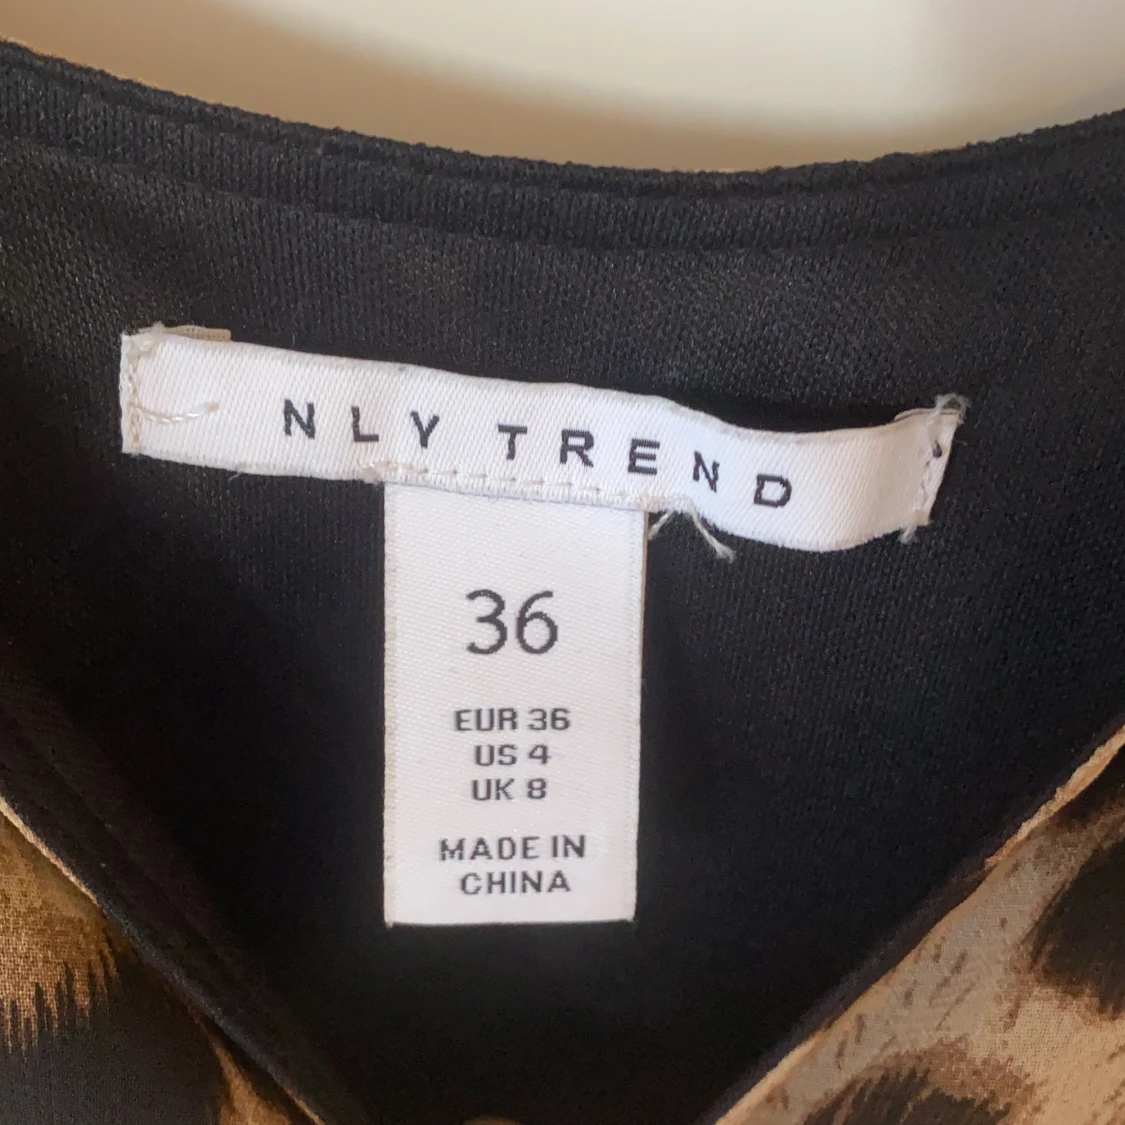 NLY TREND
36
EUR 36
US 4
UK 8
MADE IN
CHINA